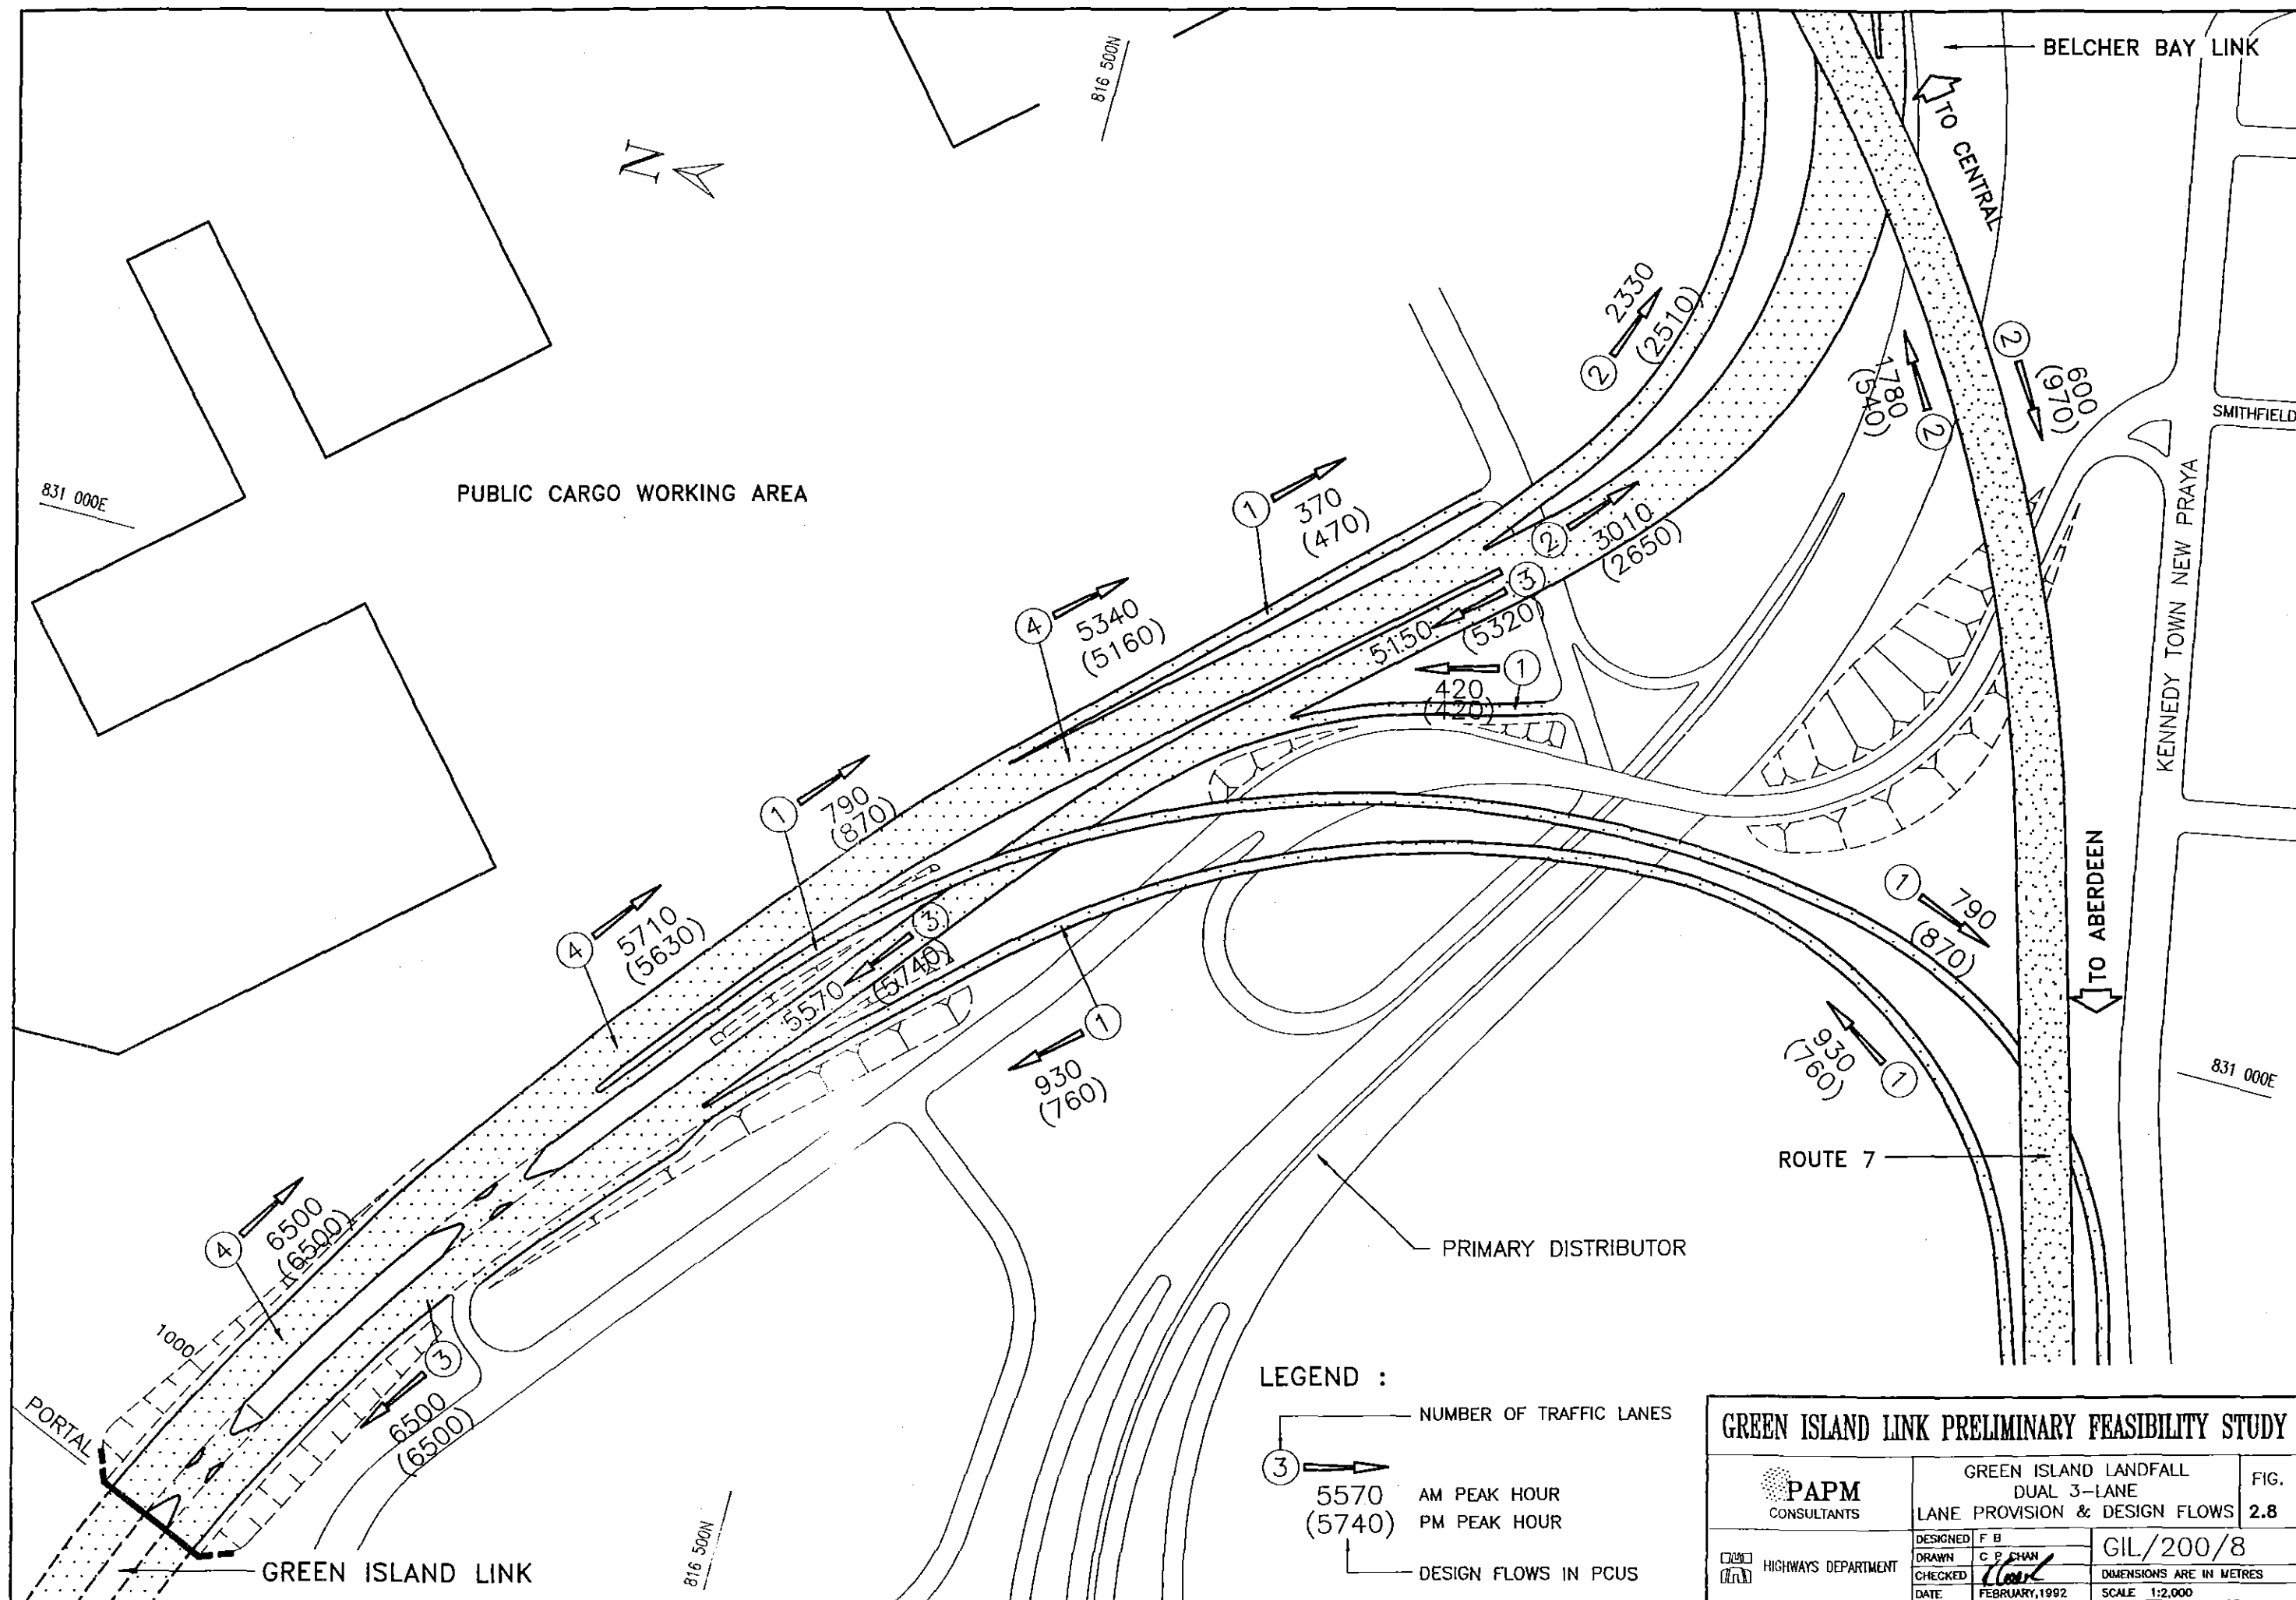 BELCHER BAY LINK
816 500N
TO CENTRAL
N
2
2330
(2510)
1780
(540)
2
2
600
(970)
SMITHFIELD
831 000E
PUBLIC CARGO WORKING AREA
1
370
(470)
2
3010
(2650)
KENNEDY TOWN NEW PRAYA
4
5340
(5160)
3
5150
(5320)
1
420
(420)
1
790
(870)
4
5710
(5630)
3
5570
(5740)
1
790
(870)
TO ABERDEEN
1
930
(760)
1
930
(760)
831 000E
ROUTE 7
4
6500
(6500)
PRIMARY DISTRIBUTOR
1000
3
6500
(6500)
PORTAL
GREEN ISLAND LINK
816 500N
LEGEND :
NUMBER OF TRAFFIC LANES
3
5570 AM PEAK HOUR
(5740) PM PEAK HOUR
DESIGN FLOWS IN PCUS
GREEN ISLAND LINK PRELIMINARY FEASIBILITY STUDY
PAPM
CONSULTANTS
GREEN ISLAND LANDFALL
DUAL 3-LANE
LANE PROVISION & DESIGN FLOWS
FIG.
2.8
HIGHWAYS DEPARTMENT
DESIGNED F B
DRAWN C P CHAN
CHECKED
DATE FEBRUARY,1992
GIL/200/8
DIMENSIONS ARE IN METRES
SCALE 1:2,000